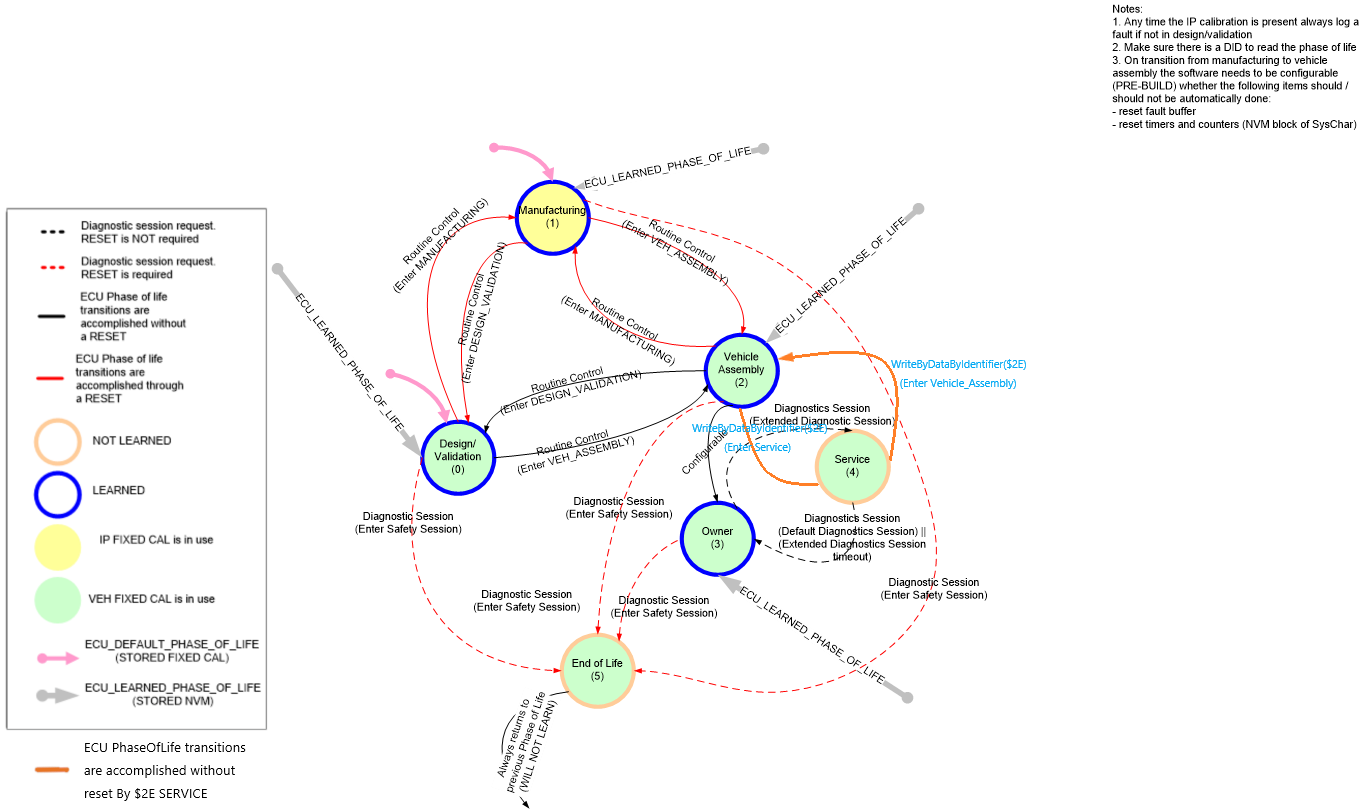 Notes:
1. Any time the IP calibration is present always log a
fault if not in design/validation
2. Make sure there is a DID to read the phase of life
3. On transition from manufacturing to vehicle
assembly the software needs to be configurable
(PRE-BUILD) whether the following items should /
should not be automatically done:
- reset fault buffer
- reset timers and counters (NVM block of SysChar)
Diagnostic session request.
RESET is NOT required
Diagnostic session request.
RESET is required
ECU Phase of life
transitions are
accomplished without
a RESET
ECU Phase of life
transitions are
accomplished through
a RESET
NOT LEARNED
LEARNED
IP FIXED CAL is in use
VEH FIXED CAL is in use
ECU_DEFAULT_PHASE_OF_LIFE
(STORED FIXED CAL)
ECU_LEARNED_PHASE_OF_LIFE
(STORED NVM)
ECU PhaseOfLife transitions
are accomplished without
reset By $2E SERVICE
ECU_LEARNED_PHASE_OF_LIFE
Manufacturing
(1)
Routine Control
(Enter MANUFACTURING)
Routine Control
(Enter DESIGN_VALIDATION)
Routine Control
(Enter VEH_ASSEMBLY)
Routine Control
(Enter MANUFACTURING)
ECU_LEARNED_PHASE_OF_LIFE
ECU_LEARNED_PHASE_OF_LIFE
Vehicle
Assembly
(2)
WriteByDataByIdentifier($2E)
(Enter Vehicle_Assembly)
Routine Control
(Enter DESIGN_VALIDATION)
Routine Control
(Enter VEH_ASSEMBLY)
Design/
Validation
(0)
Diagnostics Session
(Extended Diagnostic Session)
WriteByDataByIdentifier($2E)
(Enter Service)
Configurable
Service
(4)
Diagnostic Session
(Enter Safety Session)
Diagnostic Session
(Enter Safety Session)
Owner
(3)
Diagnostics Session
(Default Diagnostics Session) ||
(Extended Diagnostics Session
timeout)
Diagnostic Session
(Enter Safety Session)
Diagnostic Session
(Enter Safety Session)
Diagnostic Session
(Enter Safety Session)
ECU_LEARNED_PHASE_OF_LIFE
End of Life
(5)
Always returns to
previous Phase of Life
(WILL NOT LEARN)